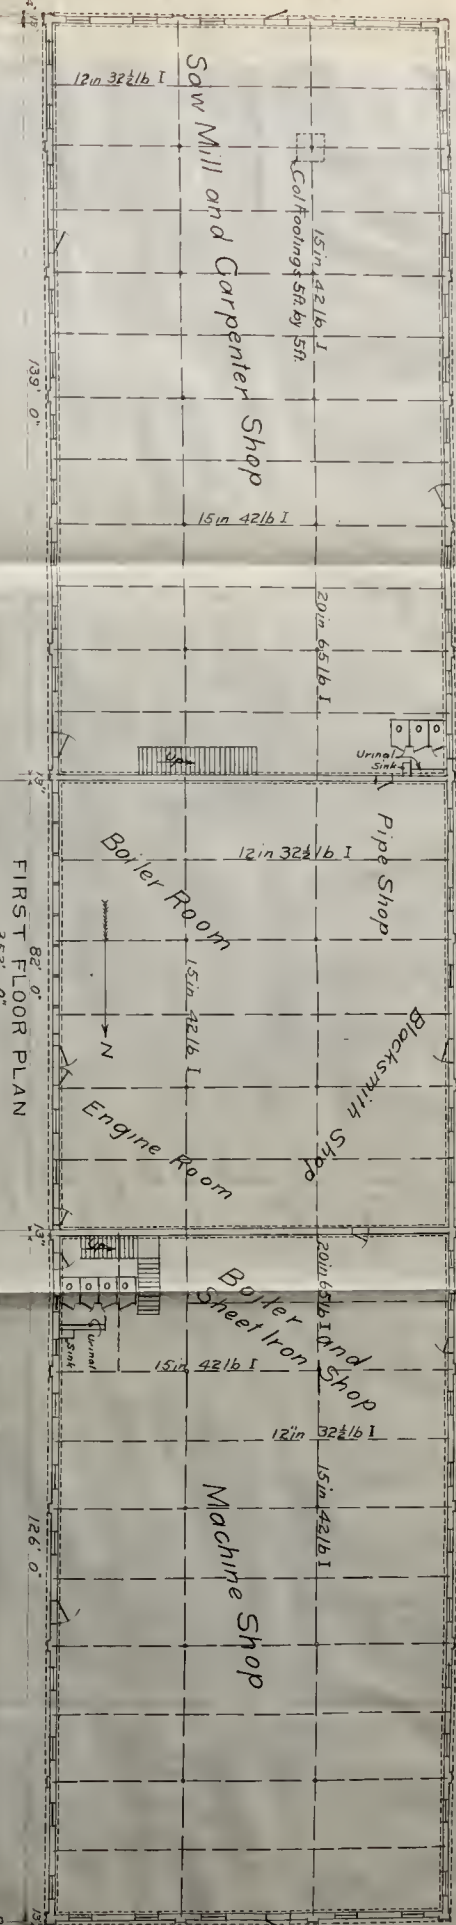 12in 32½lb I
Saw Mill and Carpenter Shop
Col footings 5ft. by 5ft.
15in 42lb I
139' 0"
15in 42lb I
20in 65lb I
Up
Urinal
Sink
13"
Pipe Shop
12in 32½lb I
Boiler Room
15in 42lb I
N
82' 0"
FIRST FLOOR PLAN
Blacksmith Shop
Engine Room
13"
Up
20in 65lb I
Boiler and
Sheet Iron Shop
Sink
Urinal
15in 42lb I
12in 32½lb I
15in 42lb I
Machine Shop
126' 0"
13"